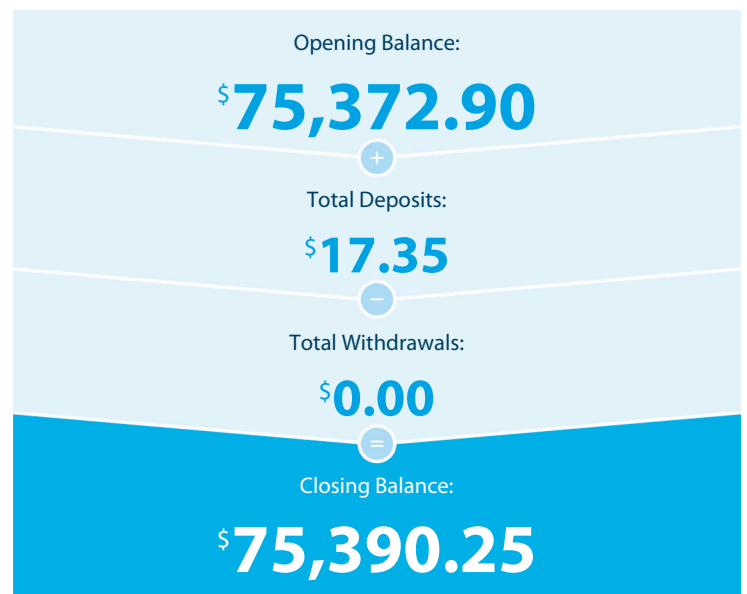 Opening Balance:
$75,372.90
+
Total Deposits:
$17.35
−
Total Withdrawals:
$0.00
=
Closing Balance:
$75,390.25